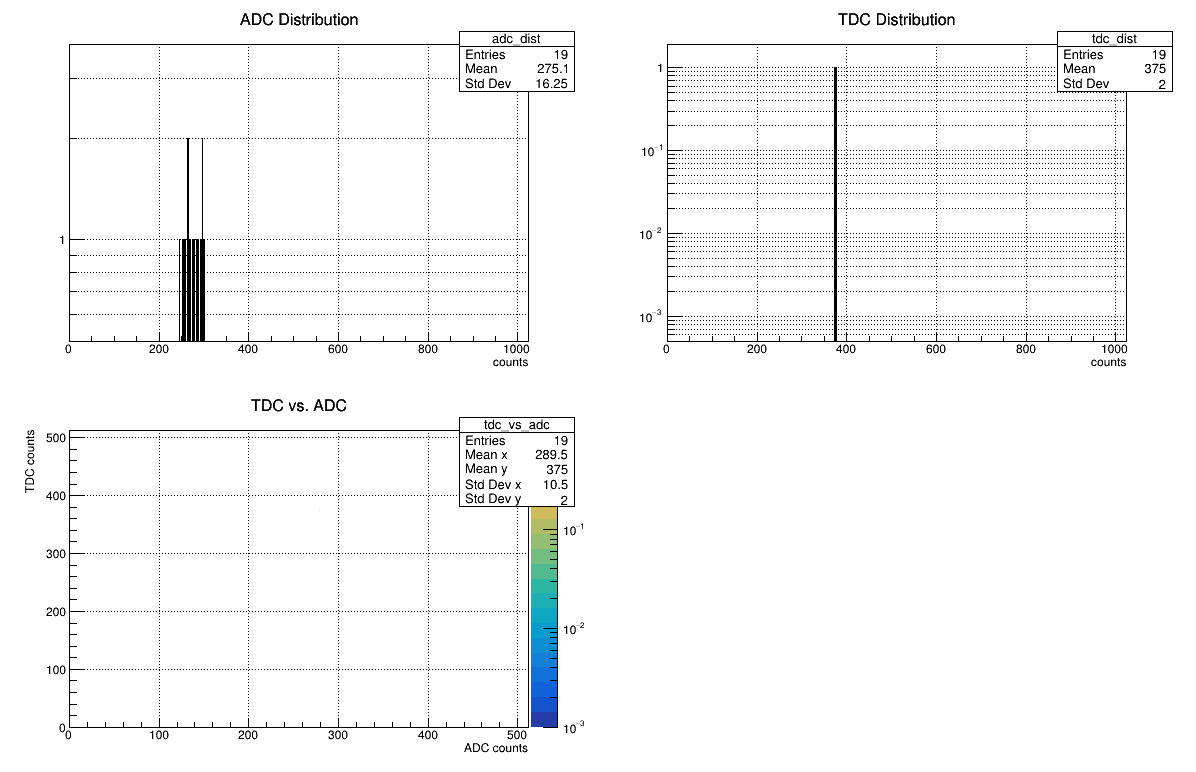 ADC Distribution
adc_dist
Entries 19
Mean 275.1
Std Dev 16.25
1
0 200 400 600 800 1000
counts
TDC Distribution
tdc_dist
Entries 19
Mean 375
Std Dev 2
1
10−1
10−2
10−3
0 200 400 600 800 1000
counts
TDC vs. ADC
tdc_vs_adc
Entries 19
Mean x 289.5
Mean y 375
Std Dev x 10.5
Std Dev y 2
TDC counts
500
400
300
200
100
0
0 100 200 300 400 500
ADC counts
10−1
10−2
10−3